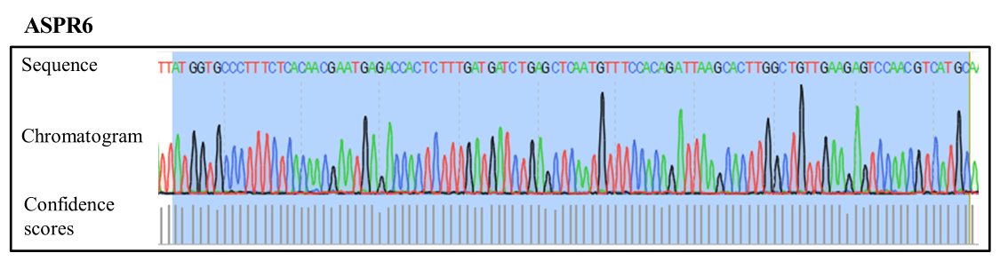 ASPR6
Sequence
TTATGGTGCCCTTTCTCACAACGAATGAGACCACTCTTTGATGATCTGAGCTCAATGTTTCCACAGATTAAGCACTTGGCTGTTGAAGAGTCCAACGTCATGCA
Chromatogram
Confidence
scores